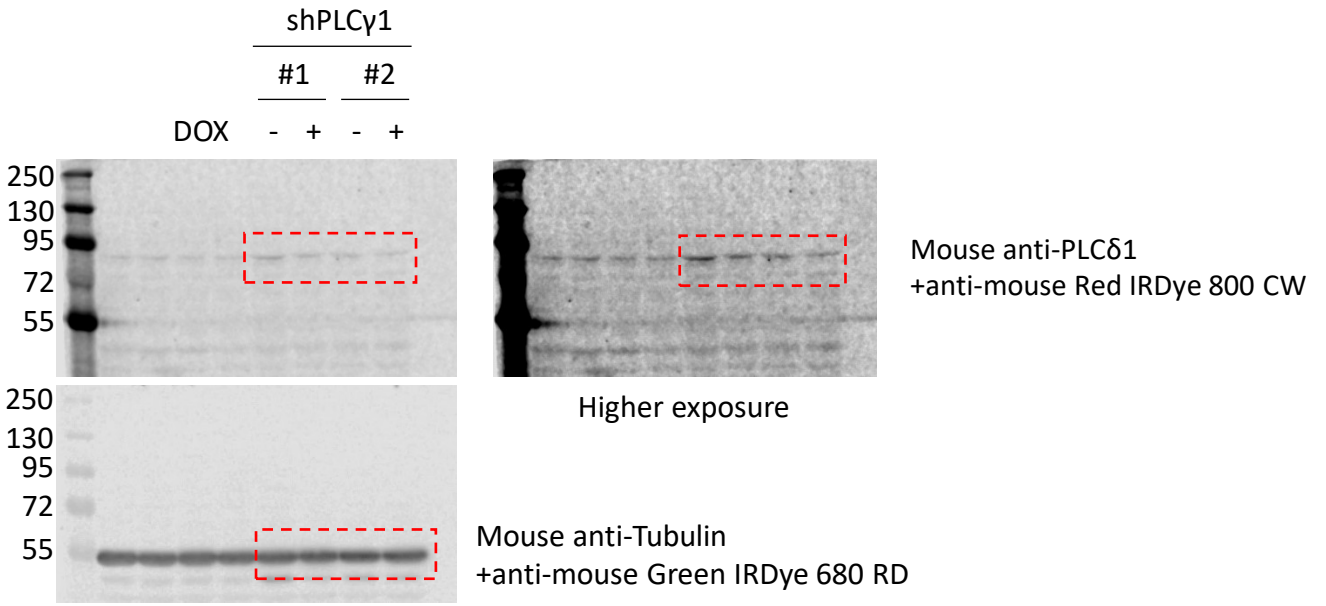 shPLCγ1
#1 #2
DOX - + - +
250
130
95
72
55
Mouse anti-PLCδ1
+anti-mouse Red IRDye 800 CW
Higher exposure
250
130
95
72
55
Mouse anti-Tubulin
+anti-mouse Green IRDye 680 RD